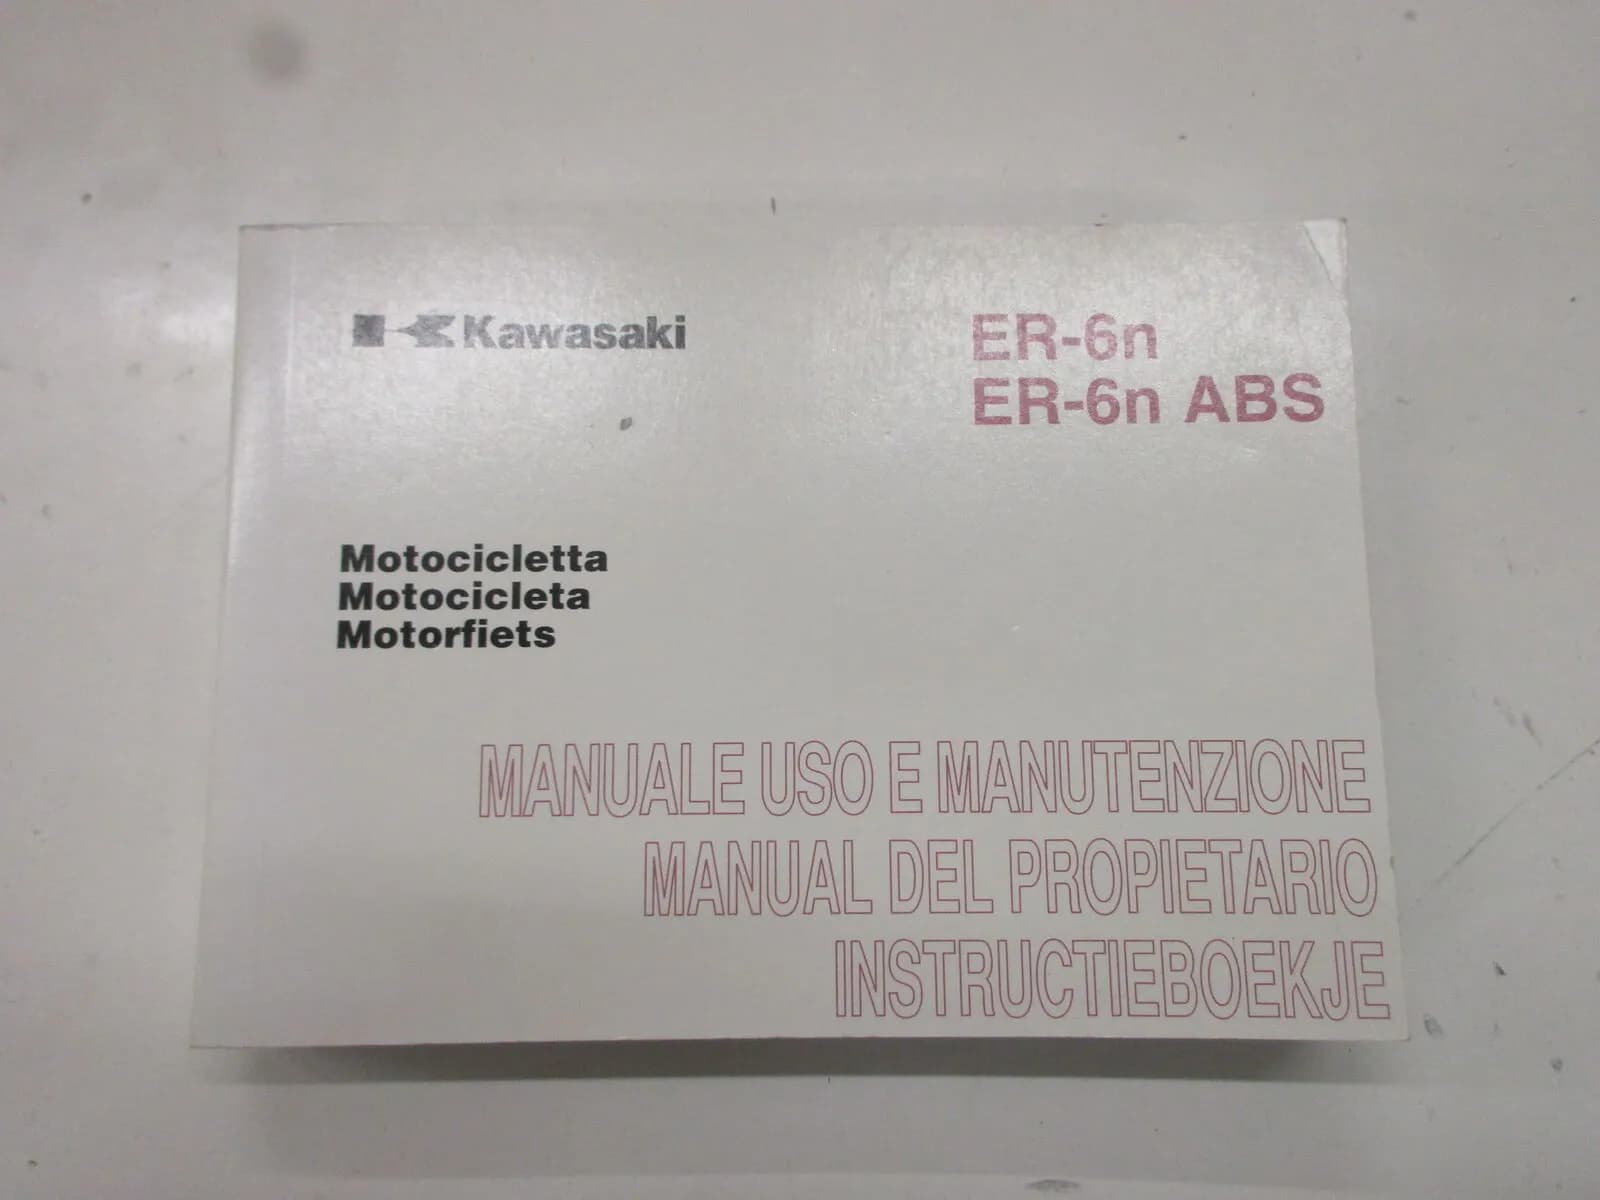 Kawasaki
ER-6n
ER-6n ABS
Motocicletta
Motocicleta
Motorfiets
MANUALE USO E MANUTENZIONE
MANUAL DEL PROPIETARIO
INSTRUCTIEBOEKJE